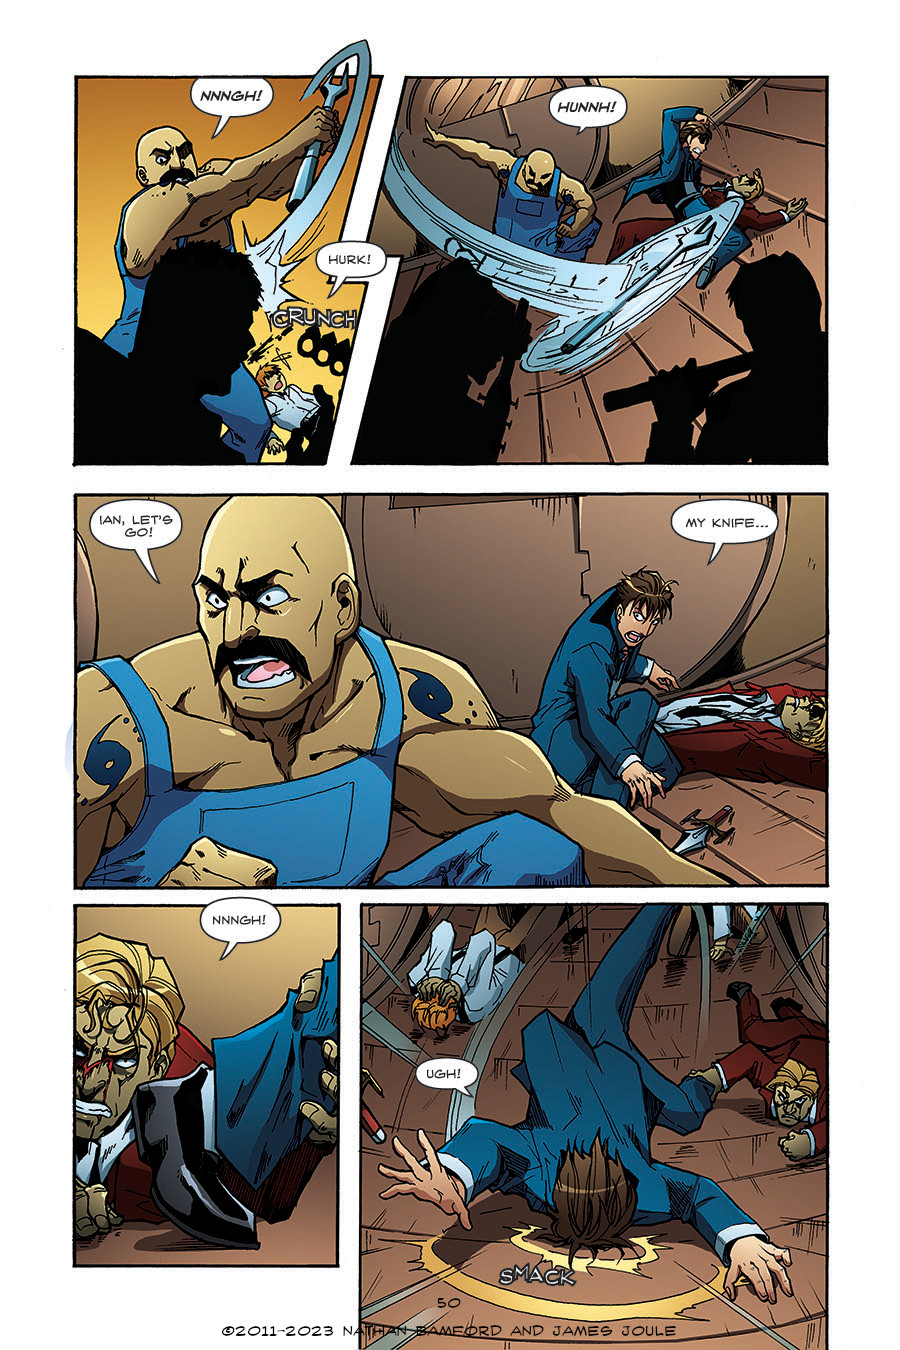 NNNGH!
HURK!
CRUNCH
HUNNH!
IAN, LET'S
GO!
MY KNIFE...
NNNGH!
UGH!
SMACK
50
©2011-2023 NATHAN BAMFORD AND JAMES JOULE